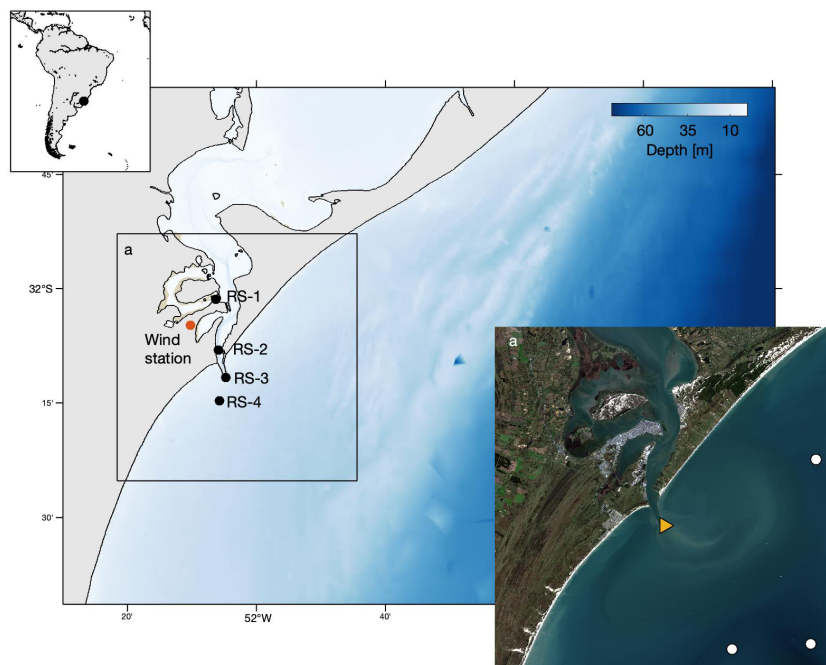 60 35 10
Depth [m]
45'
a
32°S
RS-1
Wind
station
RS-2
RS-3
RS-4
15'
30'
20'
52°W
40'
a